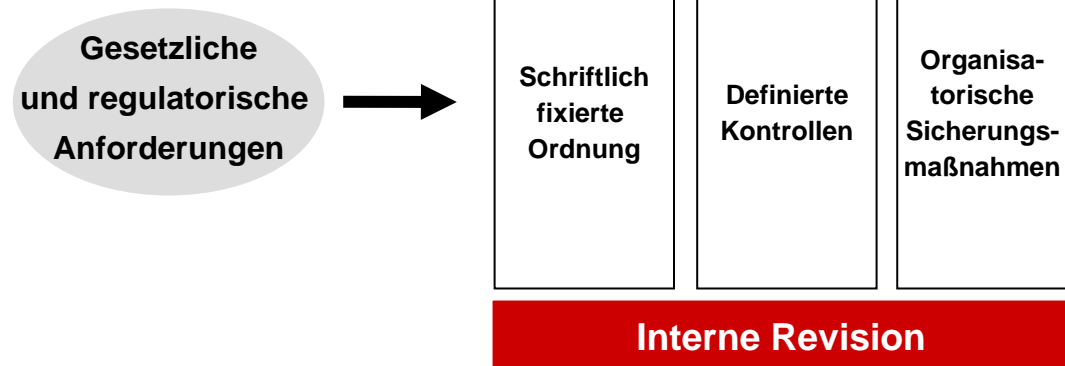 Gesetzliche
und regulatorische
Anforderungen
Schriftlich
fixierte
Ordnung
Definierte
Kontrollen
Organisa-
torische
Sicherungs-
maßnahmen
Interne Revision